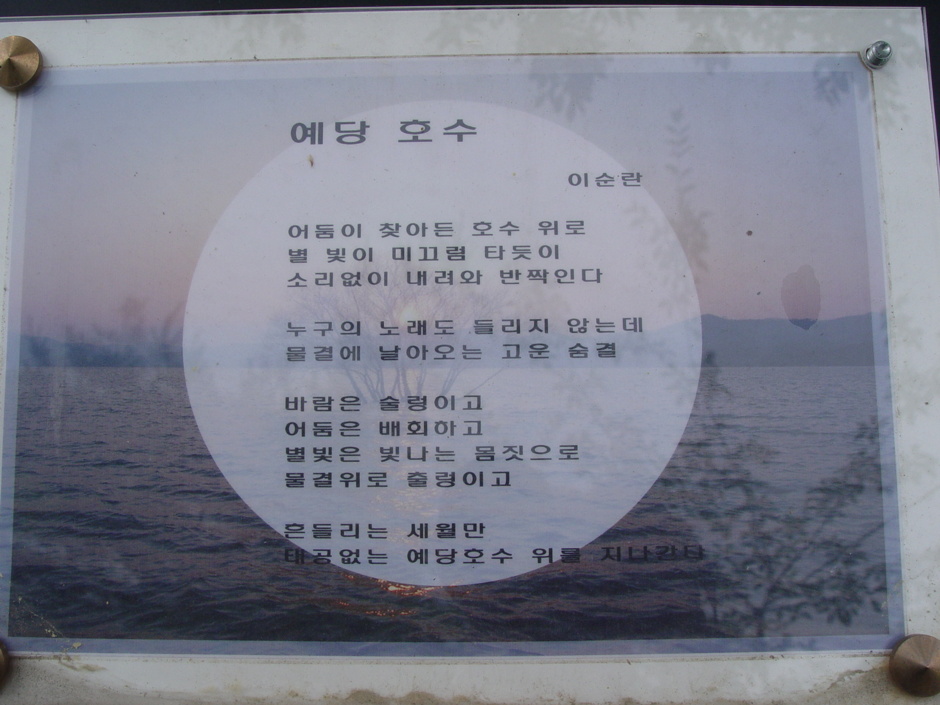 예당 호수
이순란
어둠이 찾아든 호수 위로
별 빛이 미끄럼 타듯이
소리없이 내려와 반짝인다
누구의 노래도 들리지 않는데
물결에 날아오는 고운 숨결
바람은 술렁이고
어둠은 배회하고
별빛은 빛나는 몸짓으로
물결위로 출렁이고
흔들리는 세월만
태공없는 예당호수 위를 지나간다